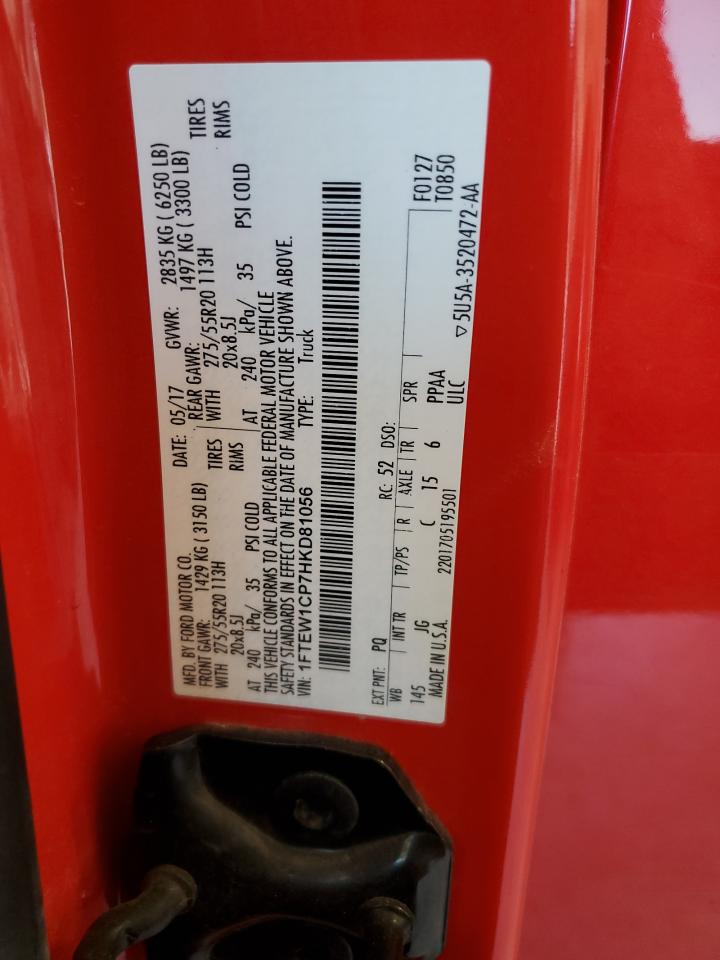 MFD. BY FORD MOTOR CO.
DATE: 05/17 GVWR: 2835 KG ( 6250 LB)
FRONT GAWR: 1429 KG ( 3150 LB) REAR GAWR: 1497 KG ( 3300 LB)
WITH 275/55R20 113H TIRES WITH 275/55R20 113H TIRES
20x8.5J RIMS 20x8.5J RIMS
AT 240 kPa/ 35 PSI COLD AT 240 kPa/ 35 PSI COLD
THIS VEHICLE CONFORMS TO ALL APPLICABLE FEDERAL MOTOR VEHICLE
SAFETY STANDARDS IN EFFECT ON THE DATE OF MANUFACTURE SHOWN ABOVE.
VIN: 1FTEW1CP7HKD81056 TYPE: Truck
EXT PNT: PQ RC: 52 DSO:
WB INT TR TP/PS R AXLE TR SPR F0127
145 JG C 15 6 PPAA T0850
MADE IN U.S.A. 2201705195501 ULC ▽5U5A-3520472-AA